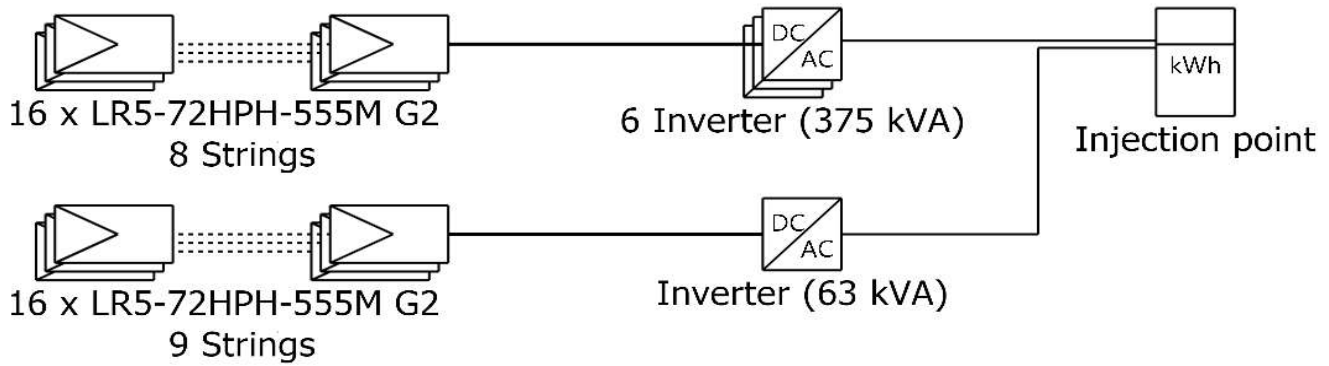 DC
AC
kWh
16 x LR5-72HPH-555M G2
8 Strings
6 Inverter (375 kVA)
Injection point
DC
AC
16 x LR5-72HPH-555M G2
9 Strings
Inverter (63 kVA)